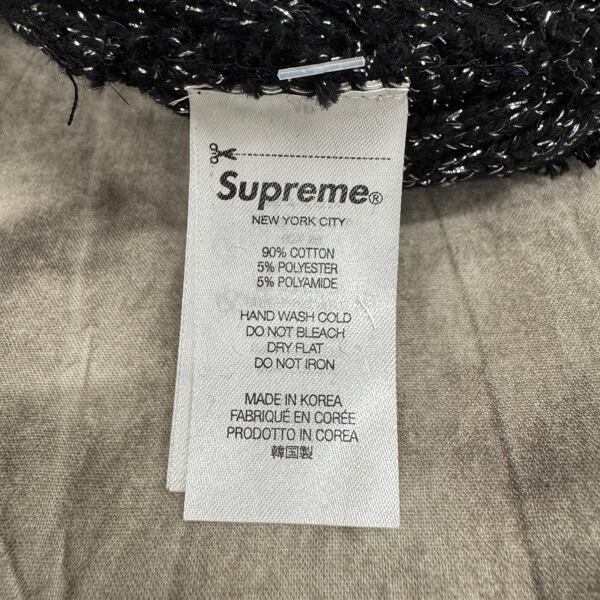 Supreme®
NEW YORK CITY
90% COTTON
5% POLYESTER
5% POLYAMIDE
HAND WASH COLD
DO NOT BLEACH
DRY FLAT
DO NOT IRON
MADE IN KOREA
FABRIQUÉ EN CORÉE
PRODOTTO IN COREA
韓国製